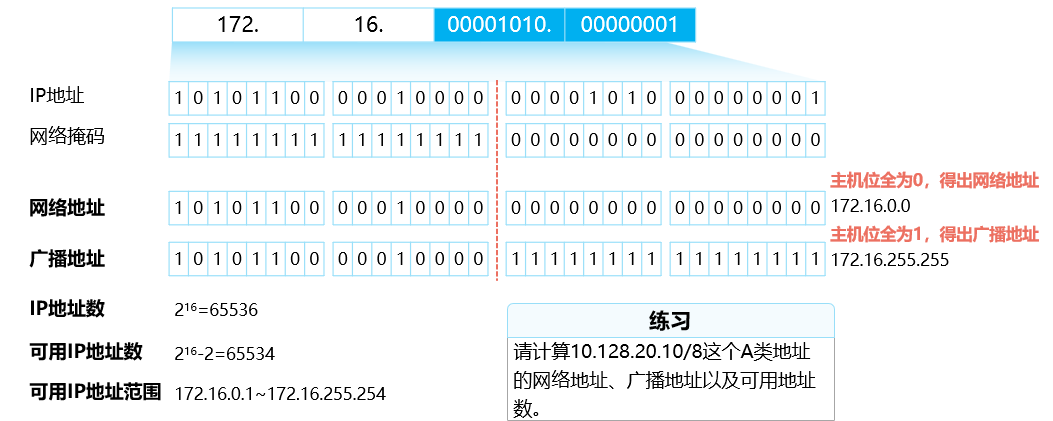 172. 16. 00001010. 00000001
IP地址 1 0 1 0 1 1 0 0 0 0 0 1 0 0 0 0 0 0 0 0 1 0 1 0 0 0 0 0 0 0 0 1
网络掩码 1 1 1 1 1 1 1 1 1 1 1 1 1 1 1 1 0 0 0 0 0 0 0 0 0 0 0 0 0 0 0 0
主机位全为0，得出网络地址
网络地址 1 0 1 0 1 1 0 0 0 0 0 1 0 0 0 0 0 0 0 0 0 0 0 0 0 0 0 0 0 0 0 0 172.16.0.0
主机位全为1，得出广播地址
广播地址 1 0 1 0 1 1 0 0 0 0 0 1 0 0 0 0 1 1 1 1 1 1 1 1 1 1 1 1 1 1 1 1 172.16.255.255
IP地址数 2¹⁶=65536
可用IP地址数 2¹⁶-2=65534
可用IP地址范围 172.16.0.1~172.16.255.254
练习
请计算10.128.20.10/8这个A类地址
的网络地址、广播地址以及可用地址
数。